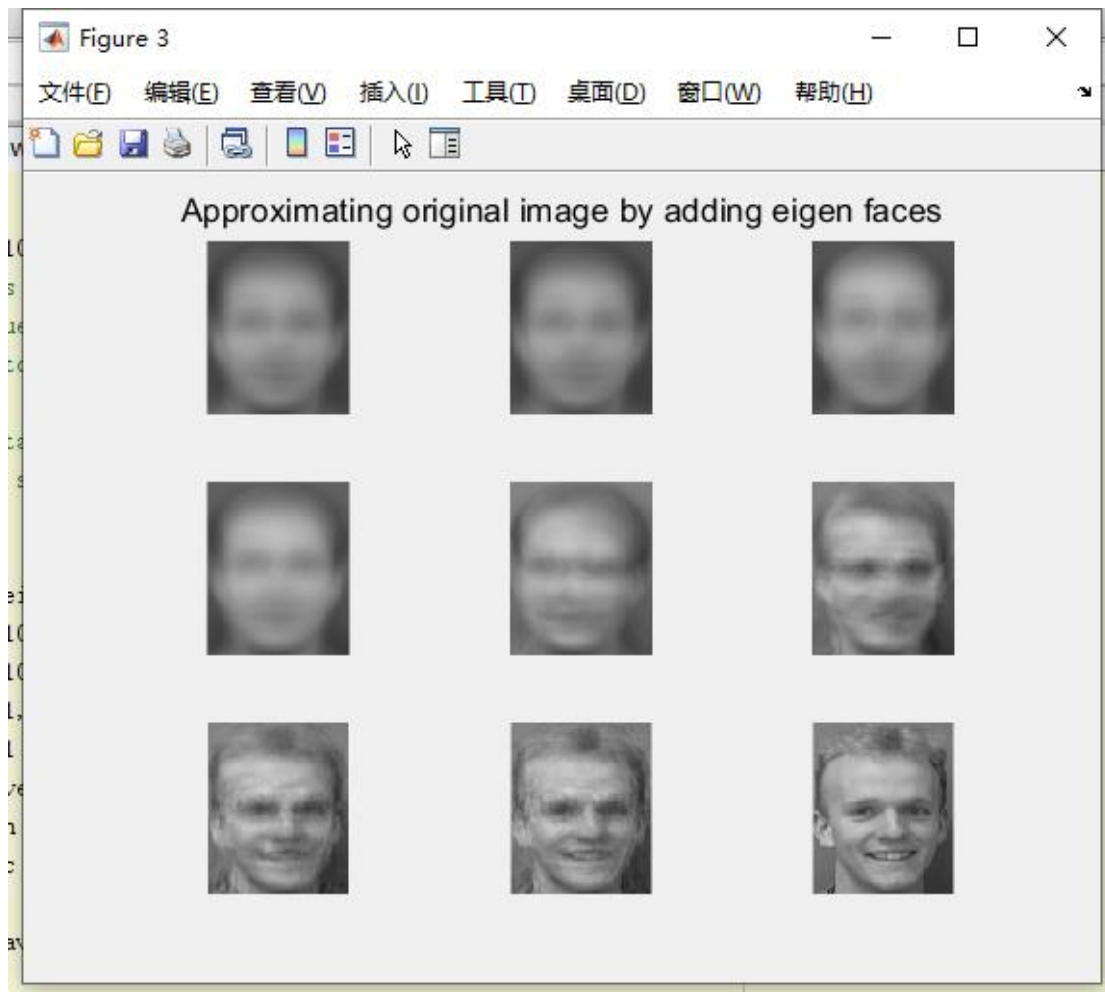 Figure 3
文件(F) 编辑(E) 查看(V) 插入(I) 工具(T) 桌面(D) 窗口(W) 帮助(H)
Approximating original image by adding eigen faces